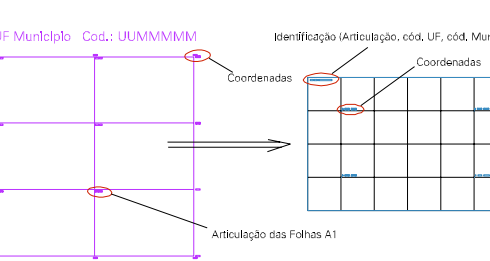 UF Município Cod.: UUMMMMM
Identificação (Articulação, cód, UF, cód, Mun
Coordenadas
Coordenadas
Articulação das Folhas A1